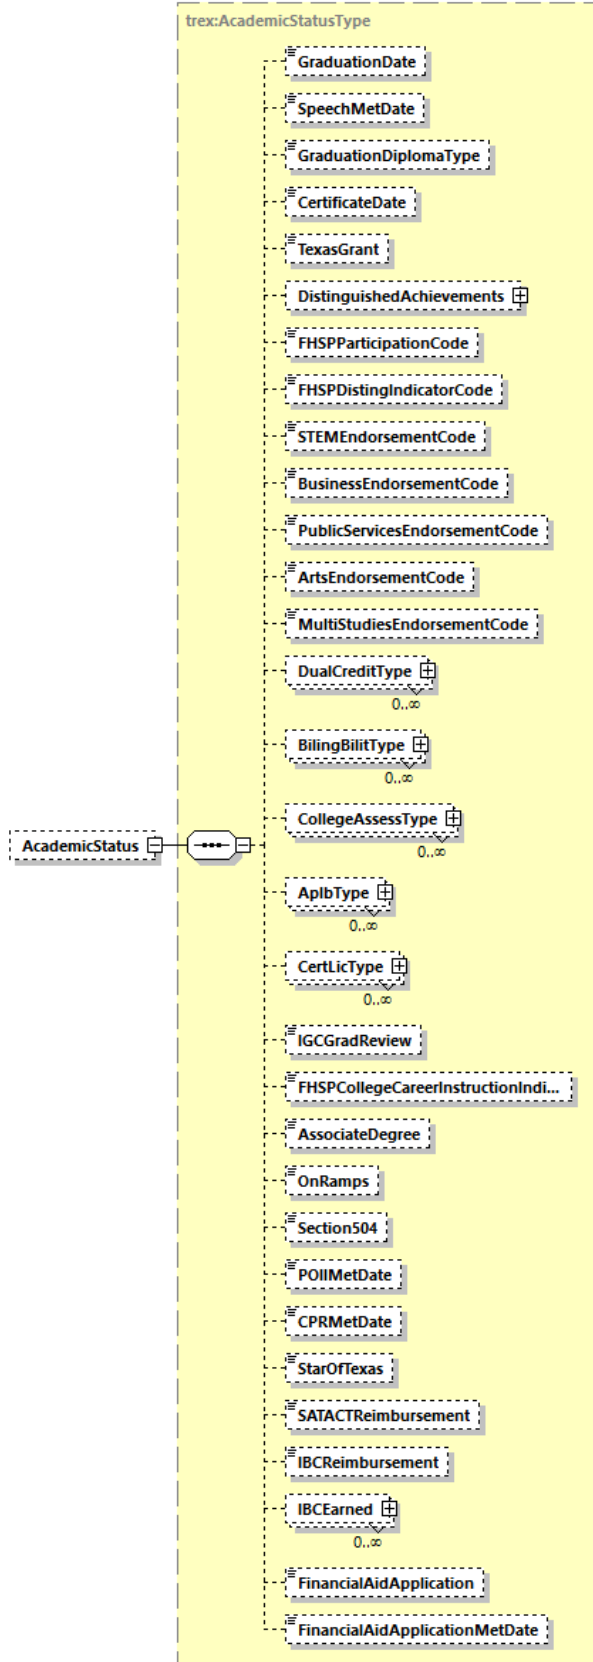 trex:AcademicStatusType
GraduationDate
SpeechMetDate
GraduationDiplomaType
CertificateDate
TexasGrant
DistinguishedAchievements
FHSPParticipationCode
FHSPDistingIndicatorCode
STEMEndorsementCode
BusinessEndorsementCode
PublicServicesEndorsementCode
ArtsEndorsementCode
MultiStudiesEndorsementCode
DualCreditType
0..∞
BilingBilitType
0..∞
CollegeAssessType
0..∞
AcademicStatus
ApIbType
0..∞
CertLicType
0..∞
IGCGradReview
FHSPCollegeCareerInstructionIndi...
AssociateDegree
OnRamps
Section504
POIIMetDate
CPRMetDate
StarOfTexas
SATACTReimbursement
IBCReimbursement
IBCEarned
0..∞
FinancialAidApplication
FinancialAidApplicationMetDate